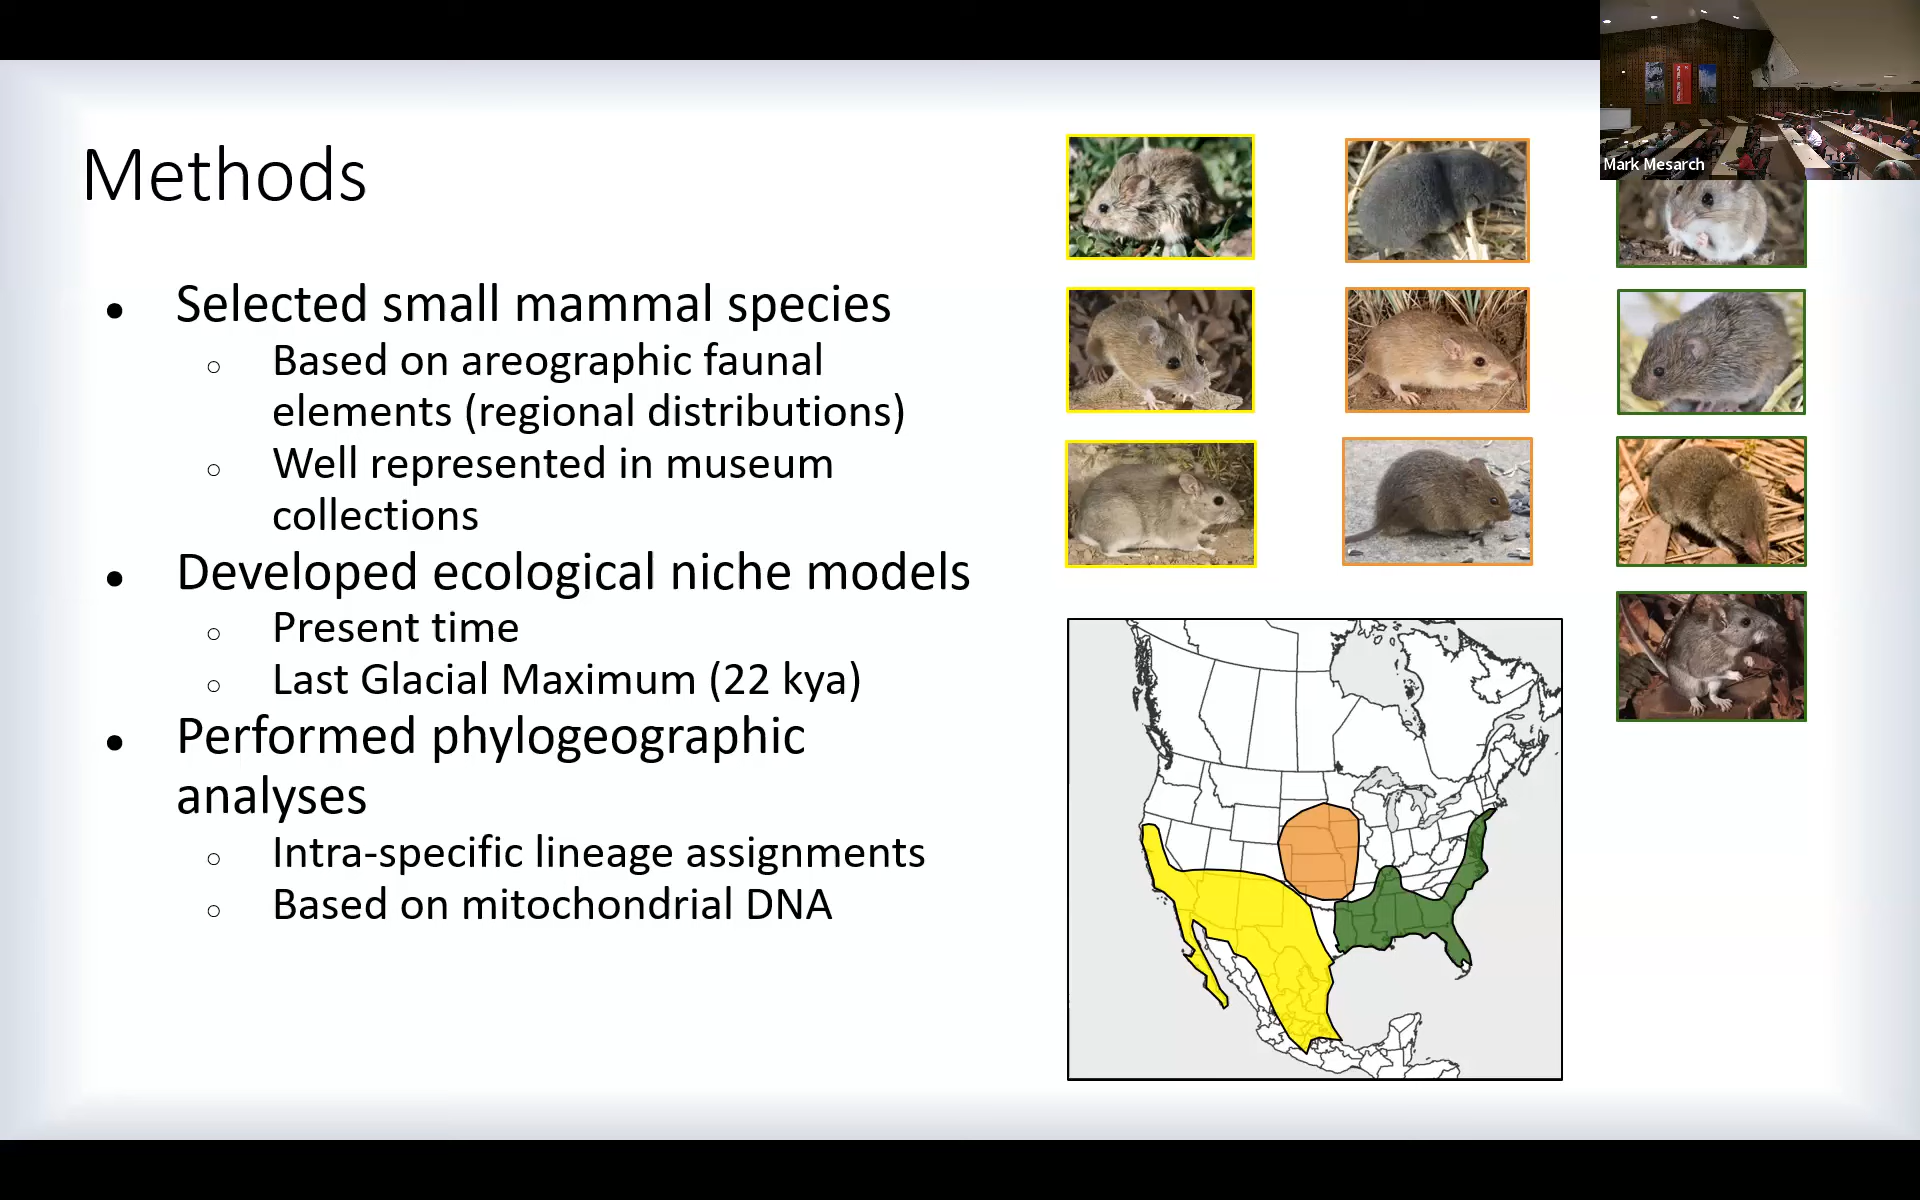 Mark Mesarch
Methods
• Selected small mammal species
○ Based on areographic faunal
elements (regional distributions)
○ Well represented in museum
collections
• Developed ecological niche models
○ Present time
○ Last Glacial Maximum (22 kya)
• Performed phylogeographic
analyses
○ Intra-specific lineage assignments
○ Based on mitochondrial DNA